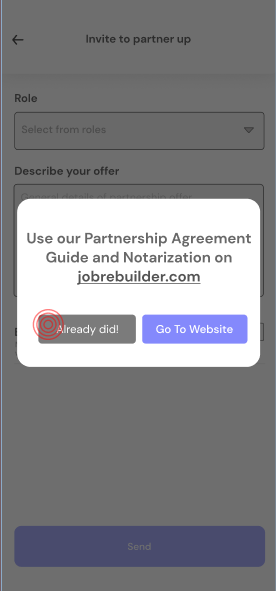 Invite to partner up
Role
Select from roles
Describe your offer
General details of partnership offer
Use our Partnership Agreement
Guide and Notarization on
jobrebuilder.com
Already did!
Go To Website
Send